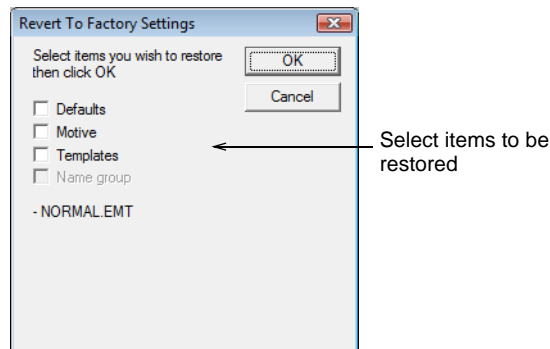 Revert To Factory Settings
Select items you wish to restore
then click OK
OK
Cancel
Defaults
Motive
Templates
Name group
- NORMAL.EMT
Select items to be
restored